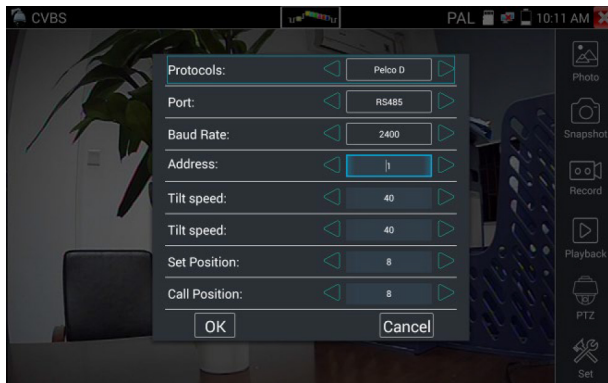 CVBS
PAL
10:11 AM
Protocols: Pelco D
Port: RS485
Baud Rate: 2400
Address: 1
Tilt speed: 40
Tilt speed: 40
Set Position: 8
Call Position: 8
OK Cancel
Photo
Snapshot
Record
Playback
PTZ
Set